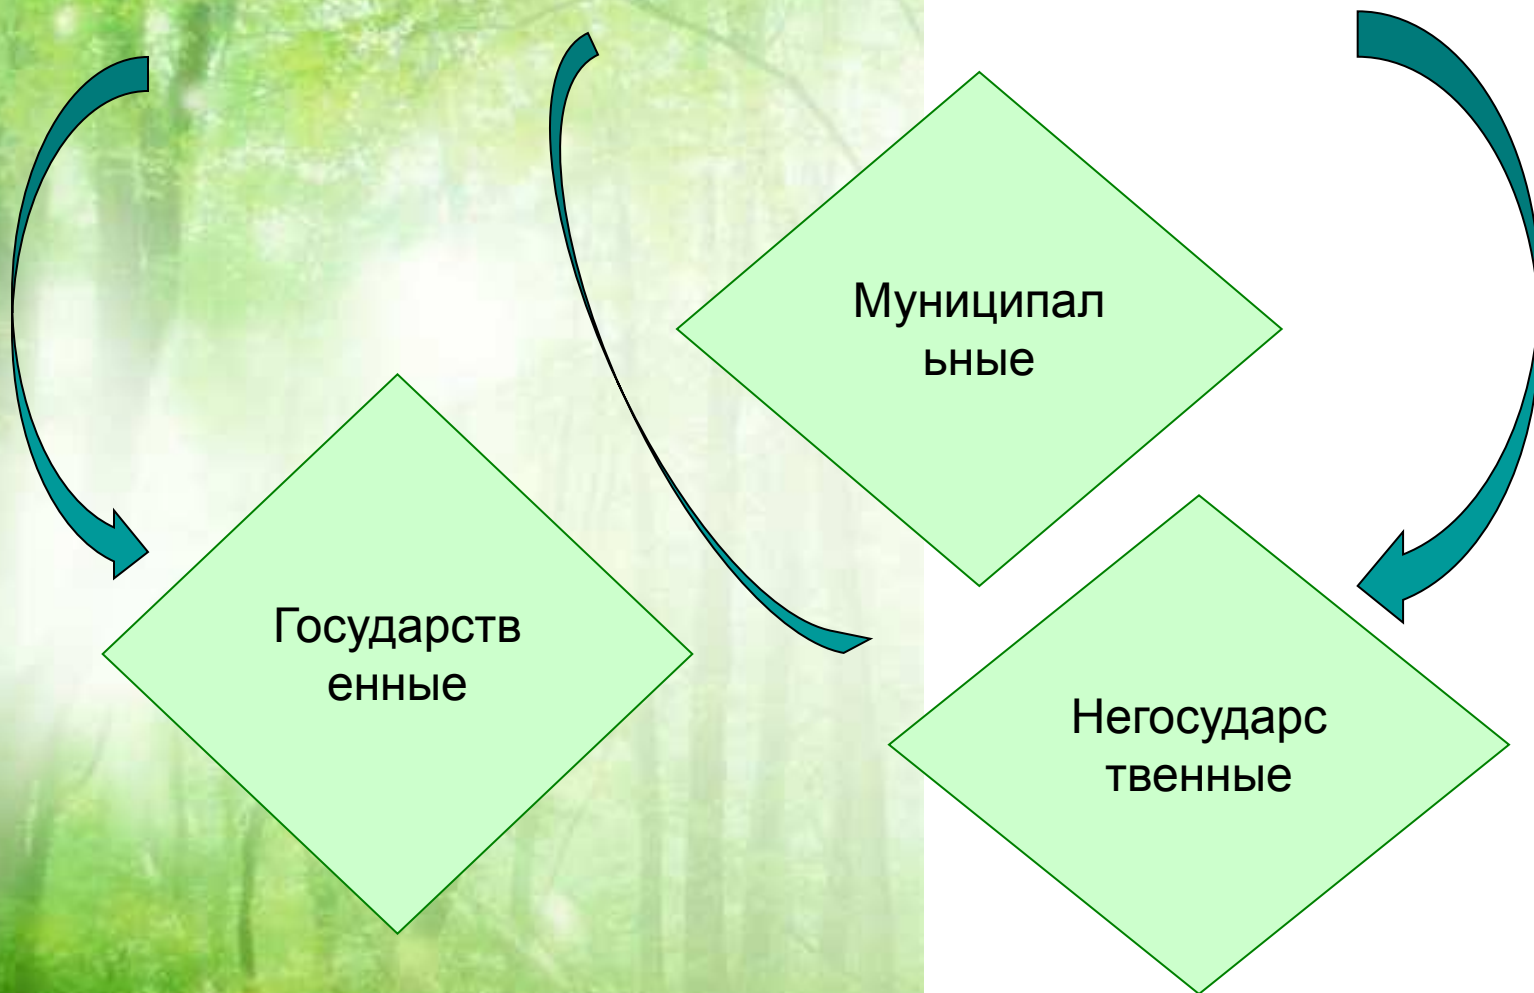 Муниципал
ьные
Государств
енные
Негосударс
твенные